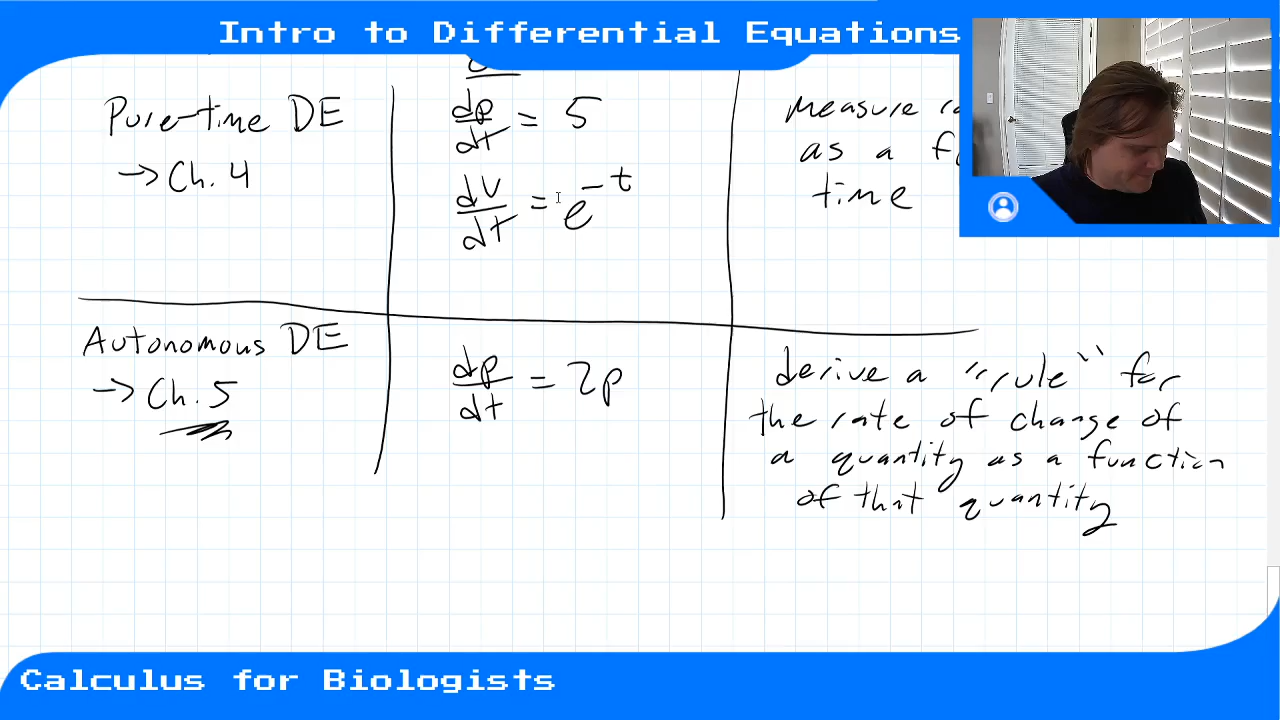 Intro to Differential Equations
Pure-time DE
→ Ch. 4
dp/dt = 5
dV/dt = e^-t
measure
as a
time
Autonomous DE
→ Ch. 5
dp/dt = 2p
derive a "rule" for
the rate of change of
a quantity as a function
of that quantity
Calculus for Biologists